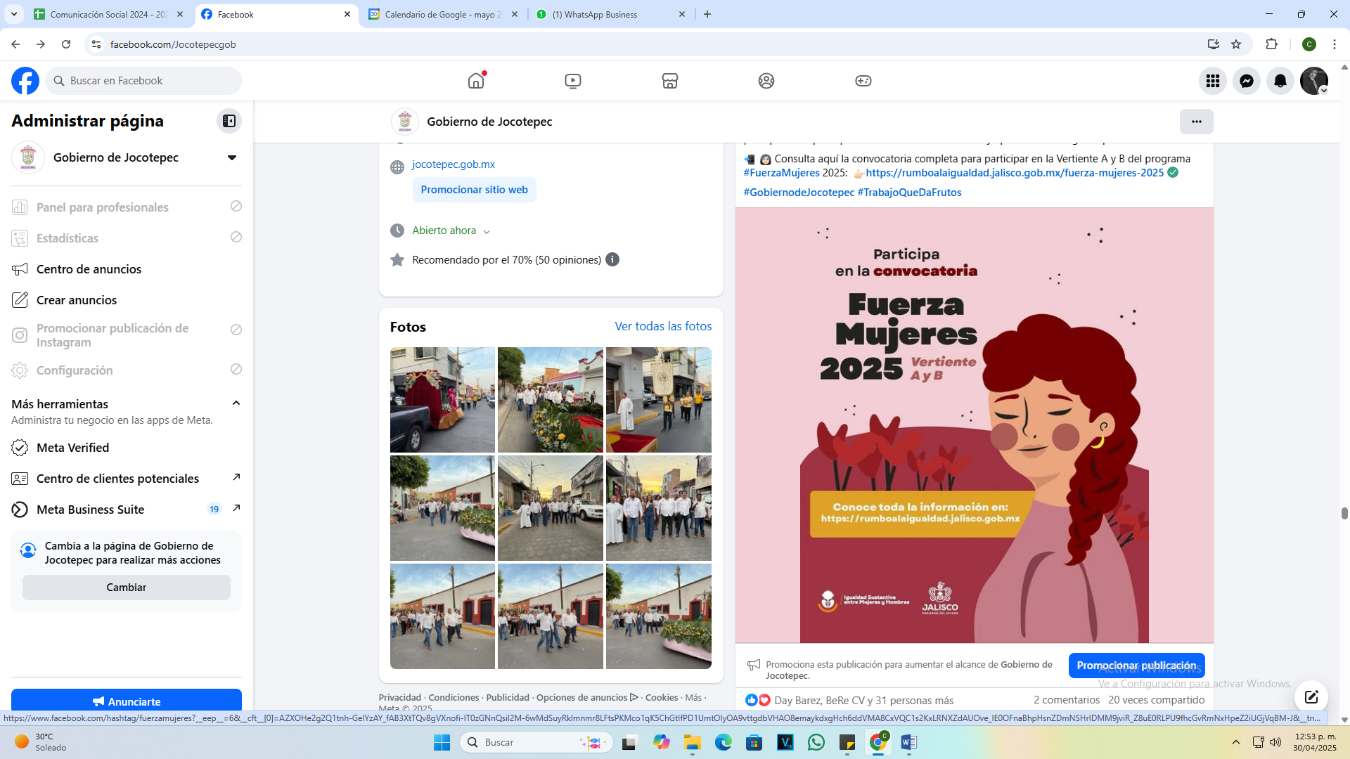 Comunicación Social 2024 - 20
Facebook
Calendario de Google - mayo 2
(1) WhatsApp Business
facebook.com/Jocotepecgob
Buscar en Facebook
Administrar página
Gobierno de Jocotepec
Panel para profesionales
Estadísticas
Centro de anuncios
Crear anuncios
Promocionar publicación de
Instagram
Configuración
Más herramientas
Administra tu negocio en las apps de Meta.
Meta Verified
Centro de clientes potenciales
Meta Business Suite
19
Cambia a la página de Gobierno de
Jocotepec para realizar más acciones
Cambiar
Anunciarte
Gobierno de Jocotepec
jocotepec.gob.mx
Promocionar sitio web
Abierto ahora
Recomendado por el 70% (50 opiniones)
Fotos
Ver todas las fotos
Privacidad · Condiciones · Publicidad · Opciones de anuncios · Cookies · Más ·
Meta © 2025
Consulta aquí la convocatoria completa para participar en la Vertiente A y B del programa
#FuerzaMujeres 2025: https://rumboalaigualdad.jalisco.gob.mx/fuerza-mujeres-2025
#GobiernodeJocotepec #TrabajoQueDaFrutos
Participa
en la convocatoria
Fuerza
Mujeres
2025 Vertiente
A y B
Conoce toda la información en:
https://rumboalaigualdad.jalisco.gob.mx
Igualdad Sustantiva
entre Mujeres y Hombres
JALISCO
Promociona esta publicación para aumentar el alcance de Gobierno de
Jocotepec.
Promocionar publicación
Activar Windows
Ve a Configuración para activar Windows.
Day Barez, BeRe CV y 31 personas más
2 comentarios 20 veces compartido
30°C
Soleado
Buscar
12:53 p. m.
30/04/2025